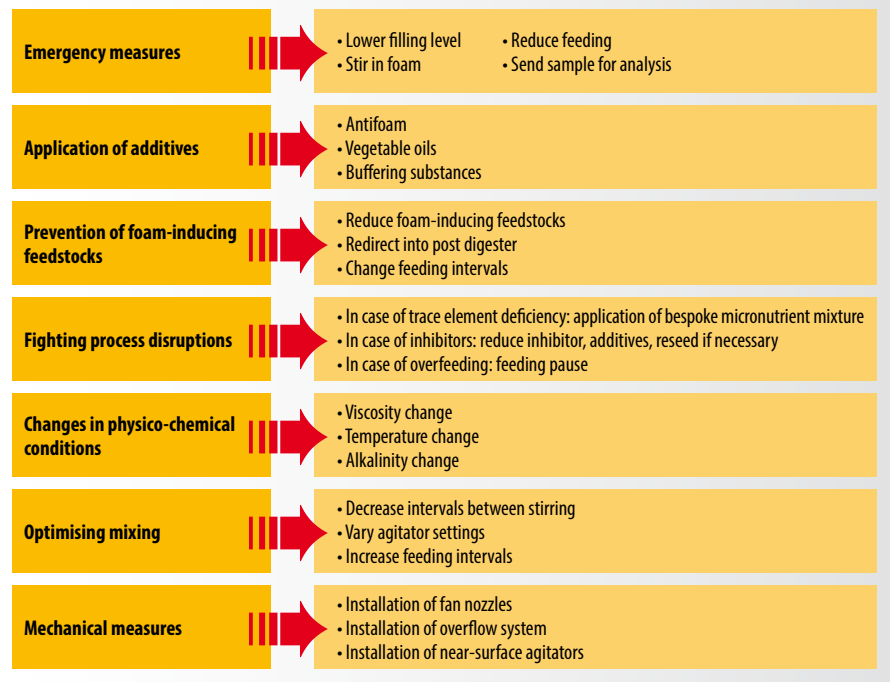 Emergency measures
• Lower filling level
• Stir in foam
• Reduce feeding
• Send sample for analysis
Application of additives
• Antifoam
• Vegetable oils
• Buffering substances
Prevention of foam-inducing
feedstocks
• Reduce foam-inducing feedstocks
• Redirect into post digester
• Change feeding intervals
Fighting process disruptions
• In case of trace element deficiency: application of bespoke micronutrient mixture
• In case of inhibitors: reduce inhibitor, additives, reseed if necessary
• In case of overfeeding: feeding pause
Changes in physico-chemical
conditions
• Viscosity change
• Temperature change
• Alkalinity change
Optimising mixing
• Decrease intervals between stirring
• Vary agitator settings
• Increase feeding intervals
Mechanical measures
• Installation of fan nozzles
• Installation of overflow system
• Installation of near-surface agitators